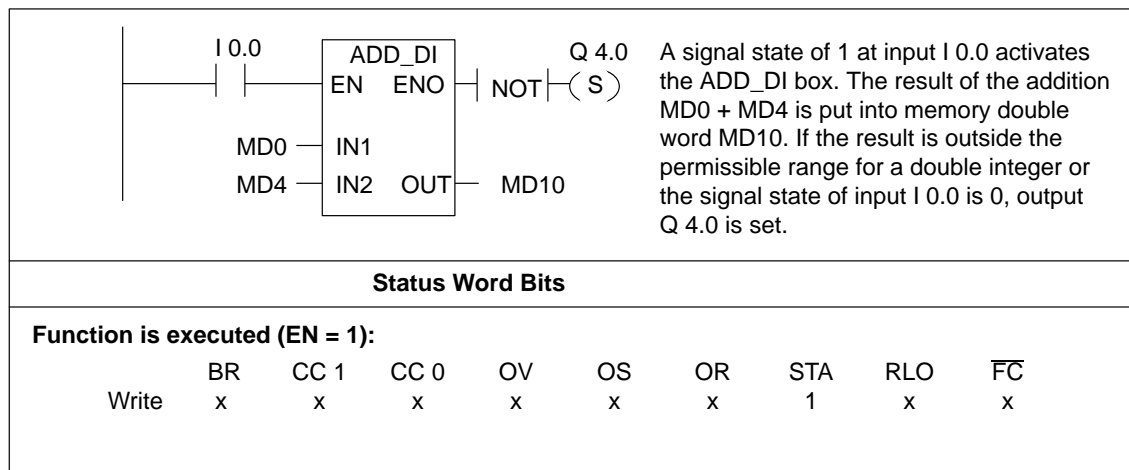 I 0.0
ADD_DI
Q 4.0
EN ENO
NOT
S
MD0
IN1
MD4
IN2 OUT
MD10
A signal state of 1 at input I 0.0 activates
the ADD_DI box. The result of the addition
MD0 + MD4 is put into memory double
word MD10. If the result is outside the
permissible range for a double integer or
the signal state of input I 0.0 is 0, output
Q 4.0 is set.
Status Word Bits
Function is executed (EN = 1):
BR CC 1 CC 0 OV OS OR STA RLO F̅C̅
Write x x x x x x 1 x x